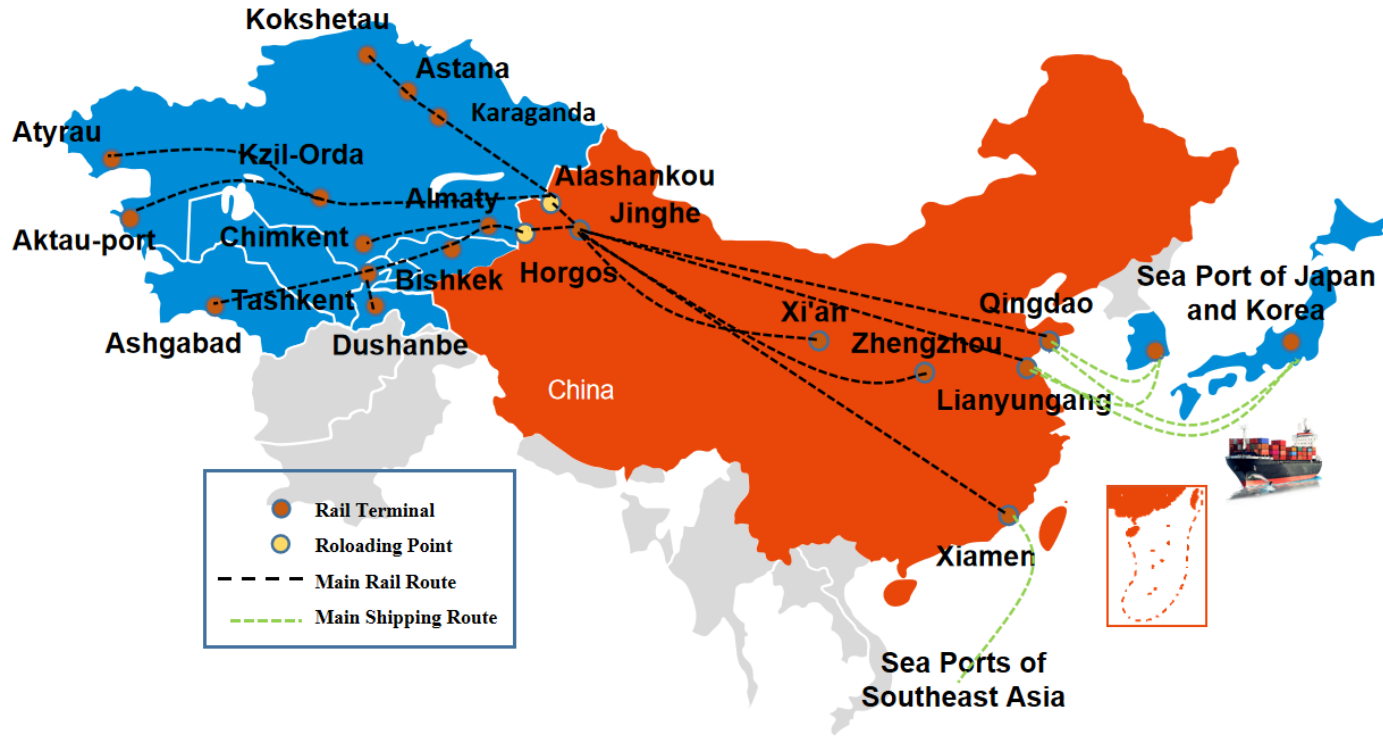 Kokshetau
Astana
Karaganda
Atyrau
Kzil-Orda
Alashankou
Almaty
Jinghe
Aktau-port
Chimkent
Horgos
Bishkek
Sea Port of Japan
and Korea
Tashkent
Qingdao
Xi'an
Ashgabad
Dushanbe
Zhengzhou
China
Lianyungang
Rail Terminal
Roloading Point
Xiamen
Main Rail Route
Main Shipping Route
Sea Ports of
Southeast Asia